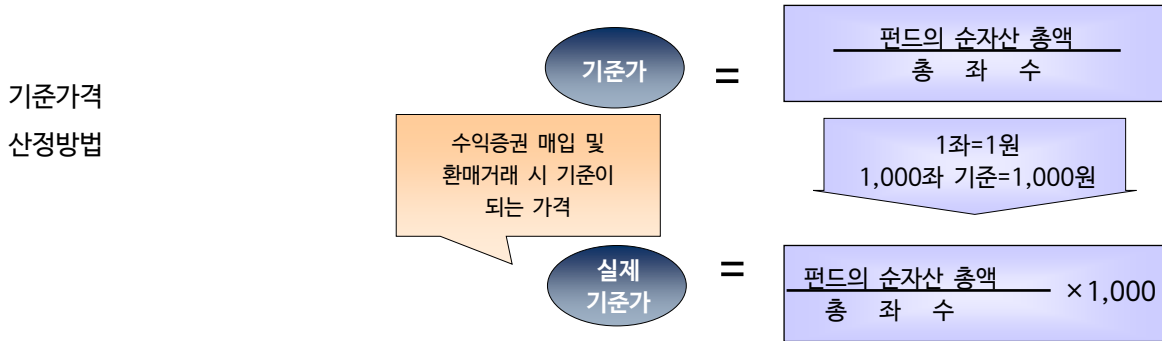 기준가격
산정방법
기준가
=
펀드의 순자산 총액
총 좌 수
수익증권 매입 및
환매거래 시 기준이
되는 가격
1좌=1원
1,000좌 기준=1,000원
실제
기준가
=
펀드의 순자산 총액
총 좌 수
×1,000